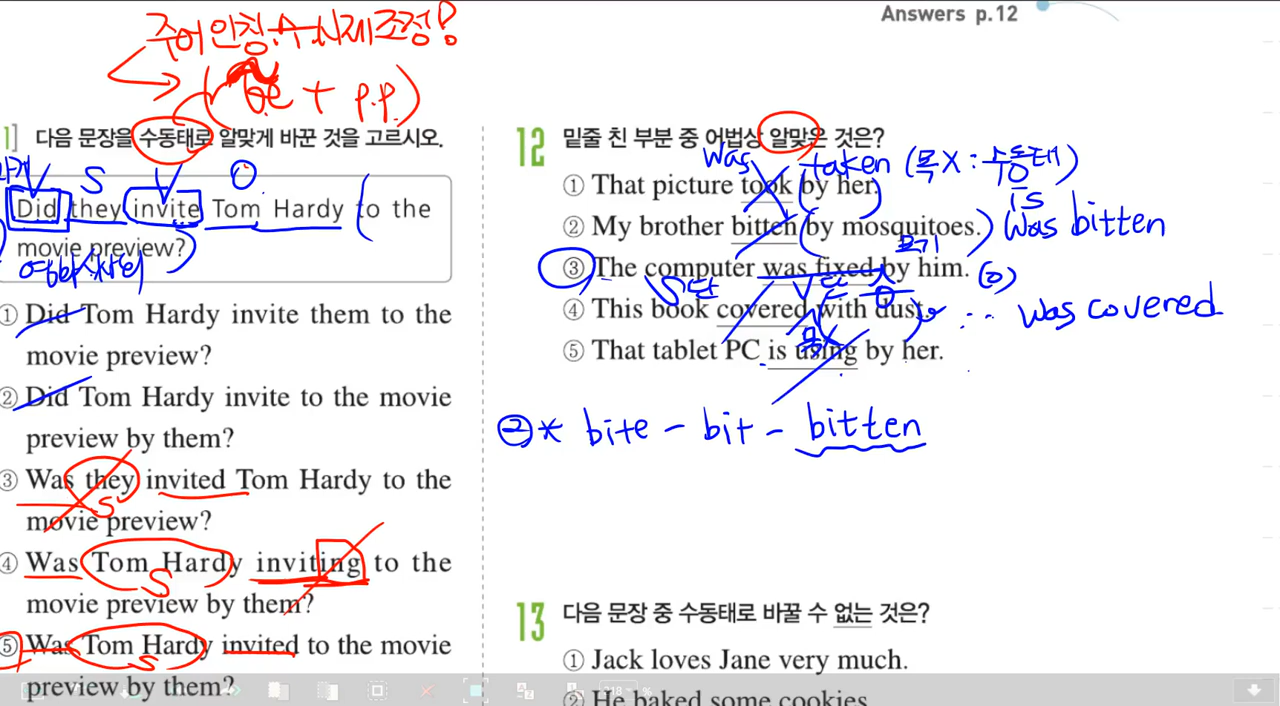 Answers p.12
주어 인칭·수·시제 조정!
(be + p.p)
1] 다음 문장을 수동태로 알맞게 바꾼 것을 고르시오.
S V O
Did they invite Tom Hardy to the
movie preview?
① Did Tom Hardy invite them to the
movie preview?
② Did Tom Hardy invite to the movie
preview by them?
③ Was they invited Tom Hardy to the
S
movie preview?
④ Was Tom Hardy inviting to the
S
movie preview by them?
⑤ Was Tom Hardy invited to the movie
S
preview by them?
12 밑줄 친 부분 중 어법상 알맞은 것은?
was taken (목X : 수동태)
① That picture took by her.
is
② My brother bitten by mosquitoes.
was bitten
③ The computer was fixed by him.
④ This book covered with dust.
was covered
목X
⑤ That tablet PC is using by her.
②* bite - bit - bitten
13 다음 문장 중 수동태로 바꿀 수 없는 것은?
① Jack loves Jane very much.
② He baked some cookies.